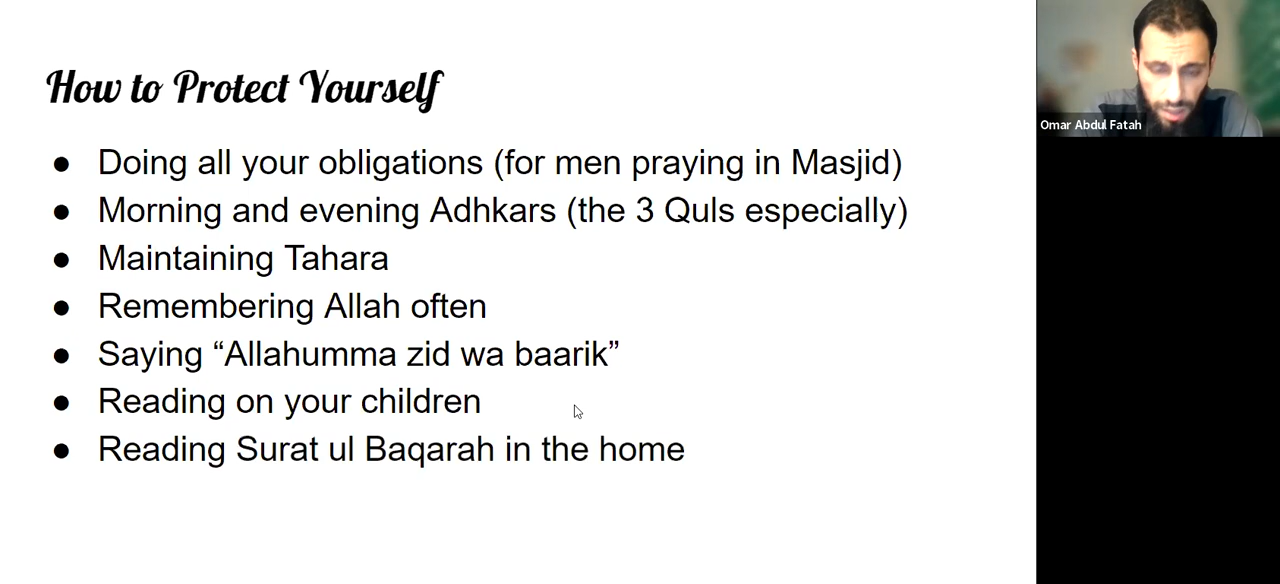 How to Protect Yourself
● Doing all your obligations (for men praying in Masjid)
● Morning and evening Adhkars (the 3 Quls especially)
● Maintaining Tahara
● Remembering Allah often
● Saying “Allahumma zid wa baarik”
● Reading on your children
● Reading Surat ul Baqarah in the home
Omar Abdul Fatah